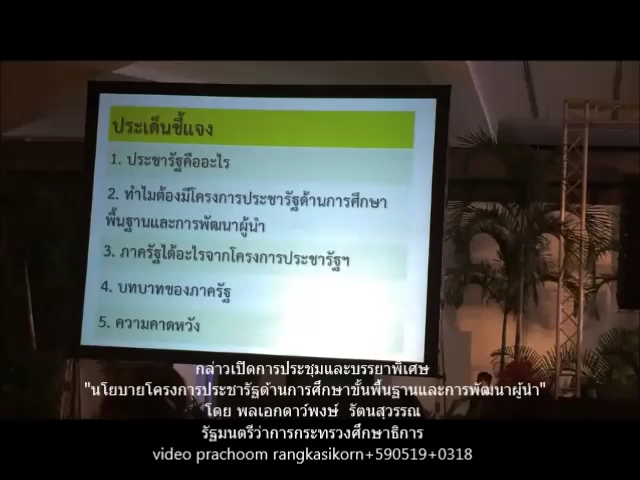 ประเด็นชี้แจง
1. ประชารัฐคืออะไร
2. ทำไมต้องมีโครงการประชารัฐด้านการศึกษา
พื้นฐานและการพัฒนาผู้นำ
3. ภาครัฐได้อะไรจากโครงการประชารัฐฯ
4. บทบาทของภาครัฐ
5. ความคาดหวัง
กล่าวเปิดการประชุมและบรรยาพิเศษ
"นโยบายโครงการประชารัฐด้านการศึกษาขั้นพื้นฐานและการพัฒนาผู้นำ"
โดย พลเอกดาว์พงษ์ รัตนสุวรรณ
รัฐมนตรีว่าการกระทรวงศึกษาธิการ
video prachoom rangkasikorn+590519+0318